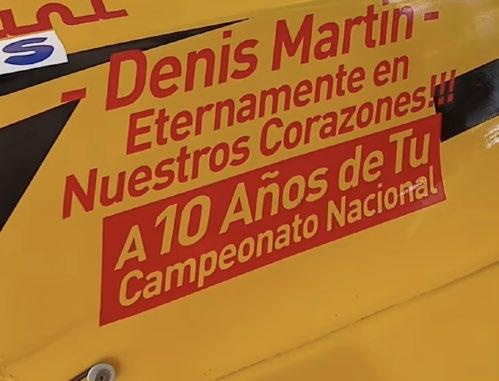 S
- Denis Martin -
Eternamente en
Nuestros Corazones!!!
A 10 Años de Tu
Campeonato Nacional